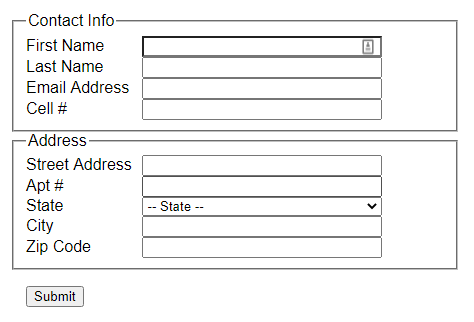 Contact Info
First Name
Last Name
Email Address
Cell #
Address
Street Address
Apt #
State -- State --
City
Zip Code
Submit